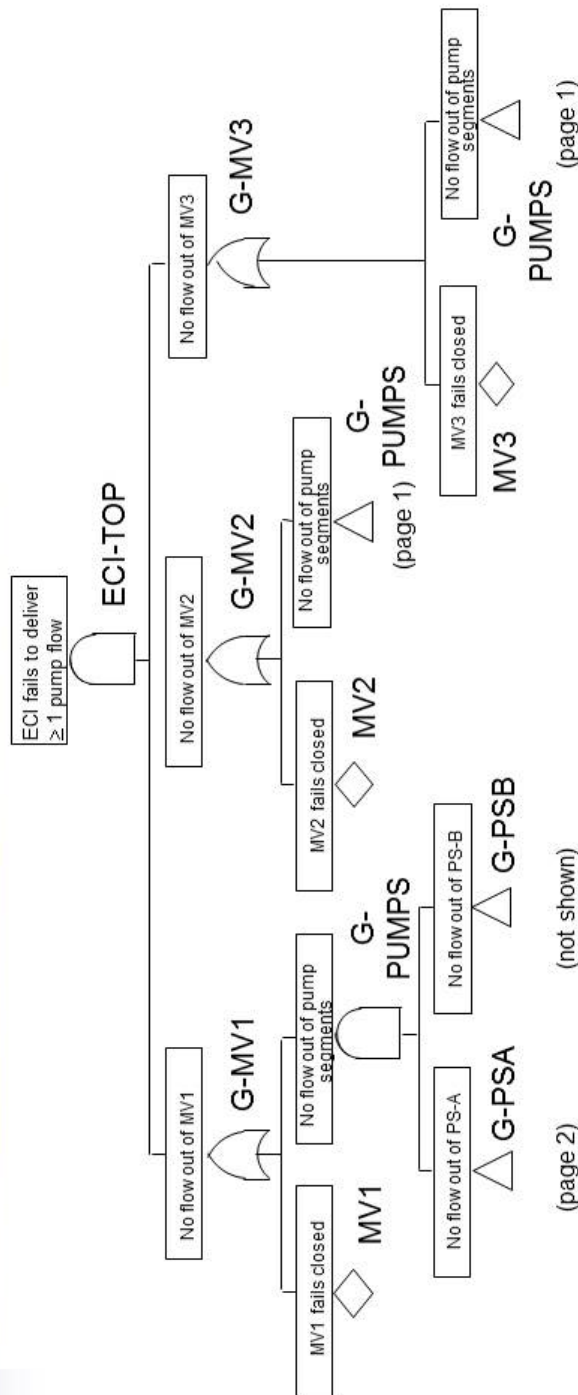 ECI fails to deliver
≥ 1 pump flow
ECI-TOP
No flow out of MV1
G-MV1
No flow out of MV2
G-MV2
No flow out of MV3
G-MV3
MV1 fails closed
MV1
No flow out of pump
segments
G-
PUMPS
MV2 fails closed
MV2
No flow out of pump
segments
G-
PUMPS
(page 1)
No flow out of PS-A
G-PSA
(page 2)
No flow out of PS-B
G-PSB
(not shown)
MV3 fails closed
MV3
No flow out of pump
segments
G-
PUMPS
(page 1)